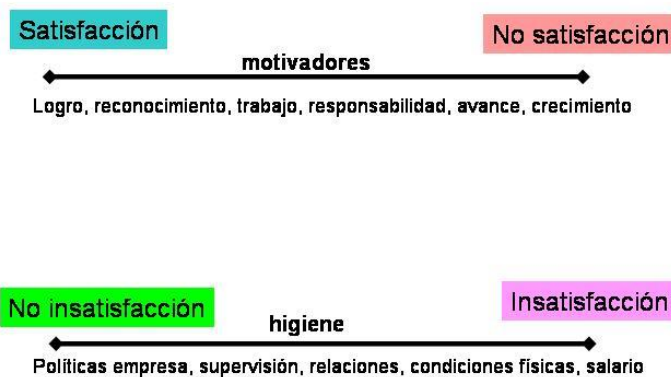 Satisfacción
No satisfacción
motivadores
Logro, reconocimiento, trabajo, responsabilidad, avance, crecimiento
No insatisfacción
Insatisfacción
higiene
Políticas empresa, supervisión, relaciones, condiciones físicas, salario